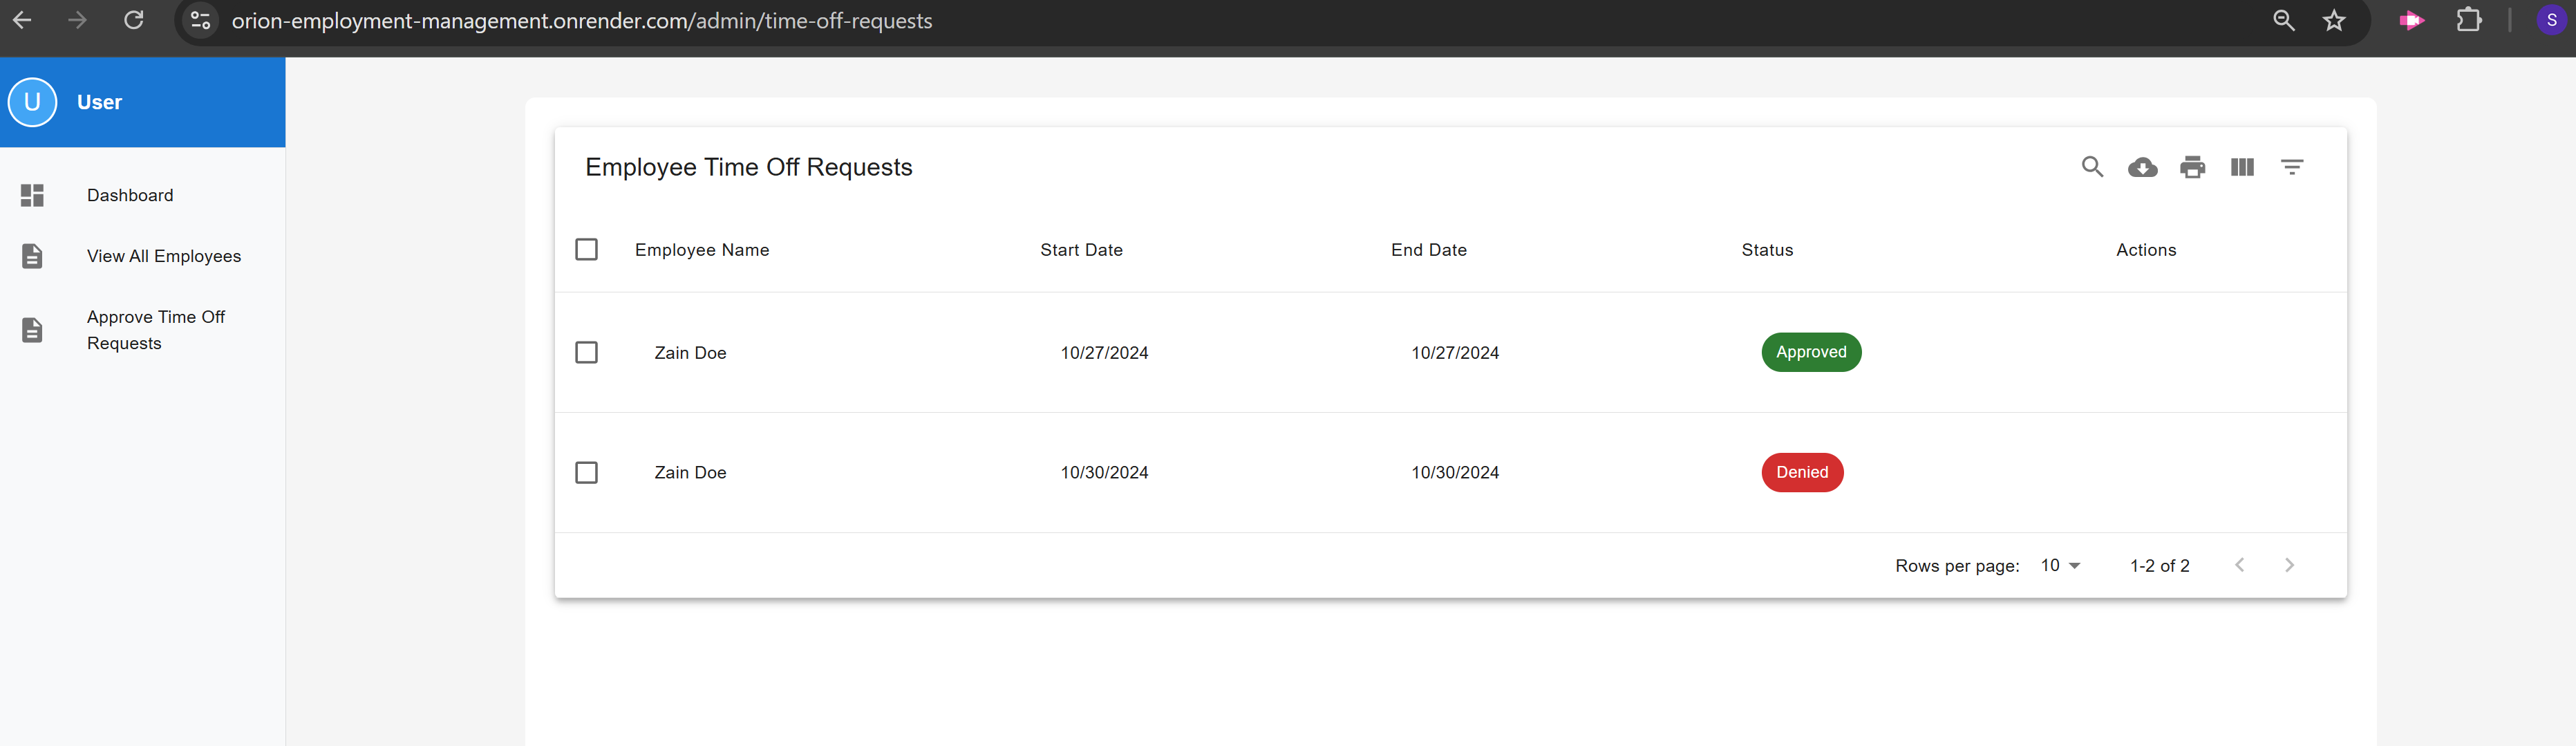 orion-employment-management.onrender.com/admin/time-off-requests
S
U
User
Dashboard
View All Employees
Approve Time Off
Requests
Employee Time Off Requests
Employee Name Start Date End Date Status Actions
Zain Doe 10/27/2024 10/27/2024 Approved
Zain Doe 10/30/2024 10/30/2024 Denied
Rows per page: 10 1-2 of 2